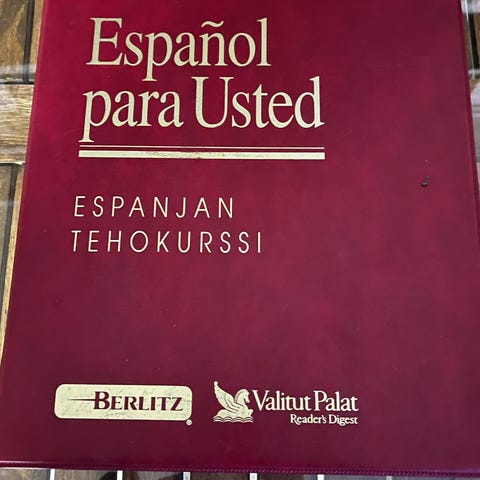 Español
para Usted
ESPANJAN
TEHOKURSSI
BERLITZ®
Valitut Palat
Reader's Digest